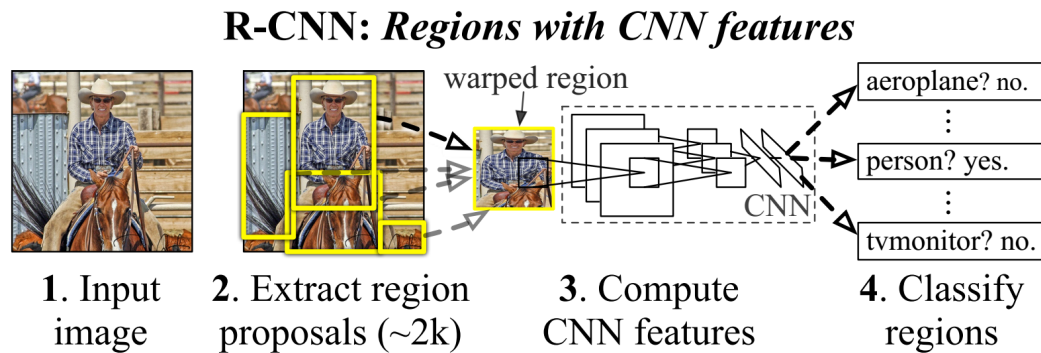 R-CNN: Regions with CNN features
warped region
aeroplane? no.
person? yes.
CNN
tvmonitor? no.
1. Input
image
2. Extract region
proposals (~2k)
3. Compute
CNN features
4. Classify
regions